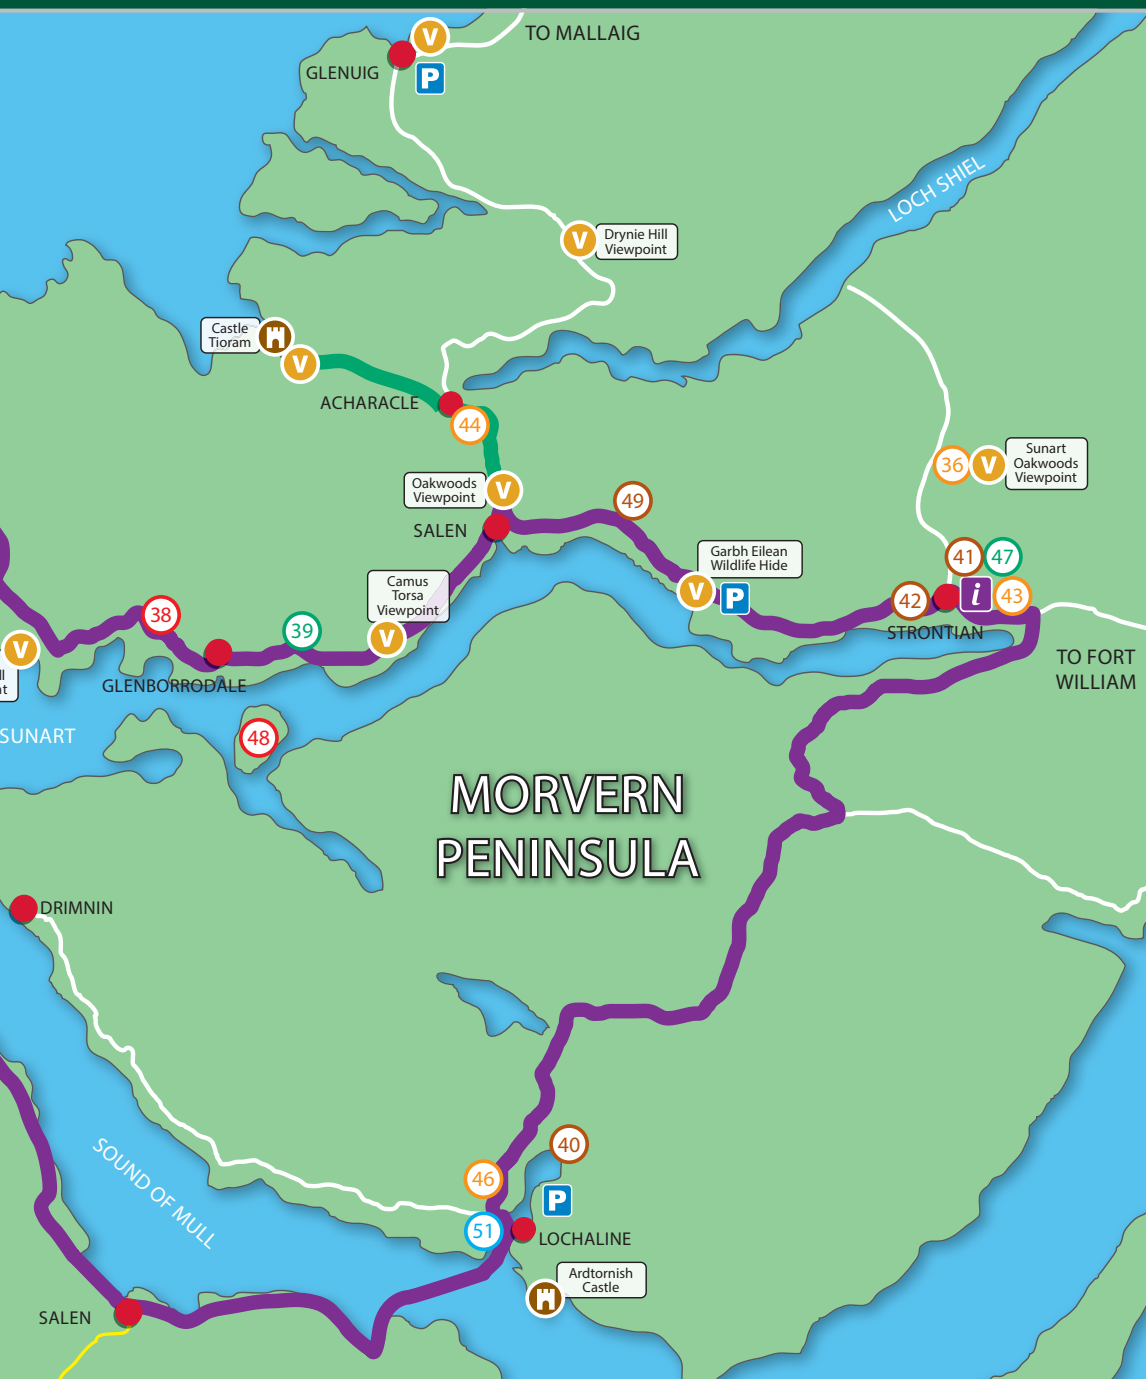 V
TO MALLAIG
GLENUIG
P
LOCH SHIEL
V
Drynie Hill
Viewpoint
Castle
Tioram
V
ACHARACLE
44
36
V
Sunart
Oakwoods
Viewpoint
Oakwoods
Viewpoint
V
49
SALEN
Garbh Eilean
Wildlife Hide
V
P
41
47
42
i
43
STRONTIAN
Camus
Torsa
Viewpoint
V
38
39
V
ll
nt
GLENBORRODALE
TO FORT
WILLIAM
SUNART
48
MORVERN
PENINSULA
DRIMNIN
SOUND OF MULL
40
46
P
51
LOCHALINE
Ardtornish
Castle
SALEN